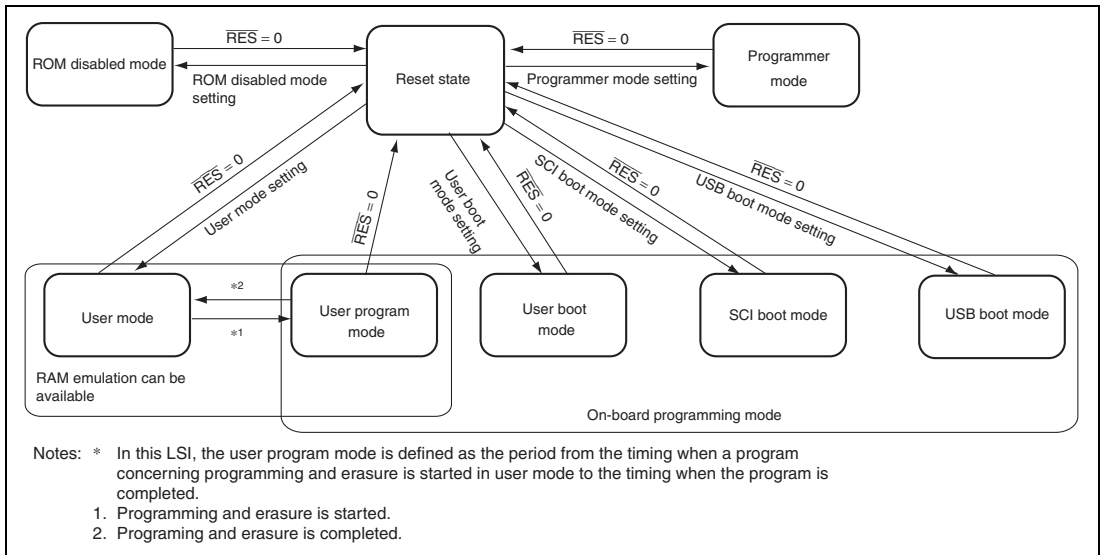 ROM disabled mode
RES = 0
ROM disabled mode
setting
Reset state
RES = 0
Programmer mode setting
Programmer
mode
RES = 0
User mode setting
RES = 0
User boot
mode setting
RES = 0
SCI boot mode setting
RES = 0
USB boot mode setting
RES = 0
User mode
*2
*1
User program
mode
User boot
mode
SCI boot mode
USB boot mode
RAM emulation can be
available
On-board programming mode
Notes: * In this LSI, the user program mode is defined as the period from the timing when a program
concerning programming and erasure is started in user mode to the timing when the program is
completed.
1. Programming and erasure is started.
2. Programing and erasure is completed.